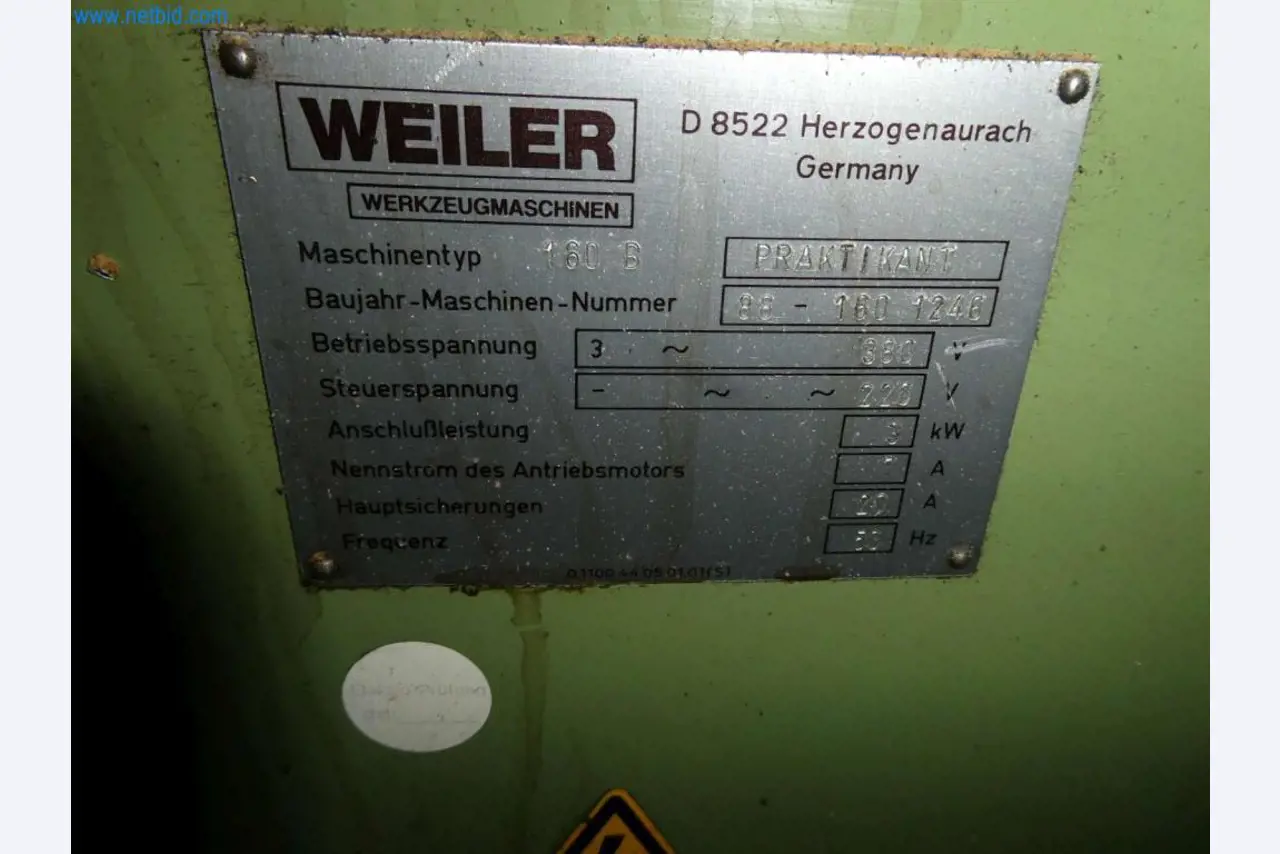 www.netbid.com
WEILER
WERKZEUGMASCHINEN
D 8522 Herzogenaurach
Germany
Maschinentyp 160 B PRAKTIKANT
Baujahr-Maschinen-Nummer 88 - 160 1246
Betriebsspannung 3 ~ 380 V
Steuerspannung - ~ ~ 220 V
Anschlußleistung 3 kW
Nennstrom des Antriebsmotors 7 A
Hauptsicherungen 20 A
Frequenz 50 Hz